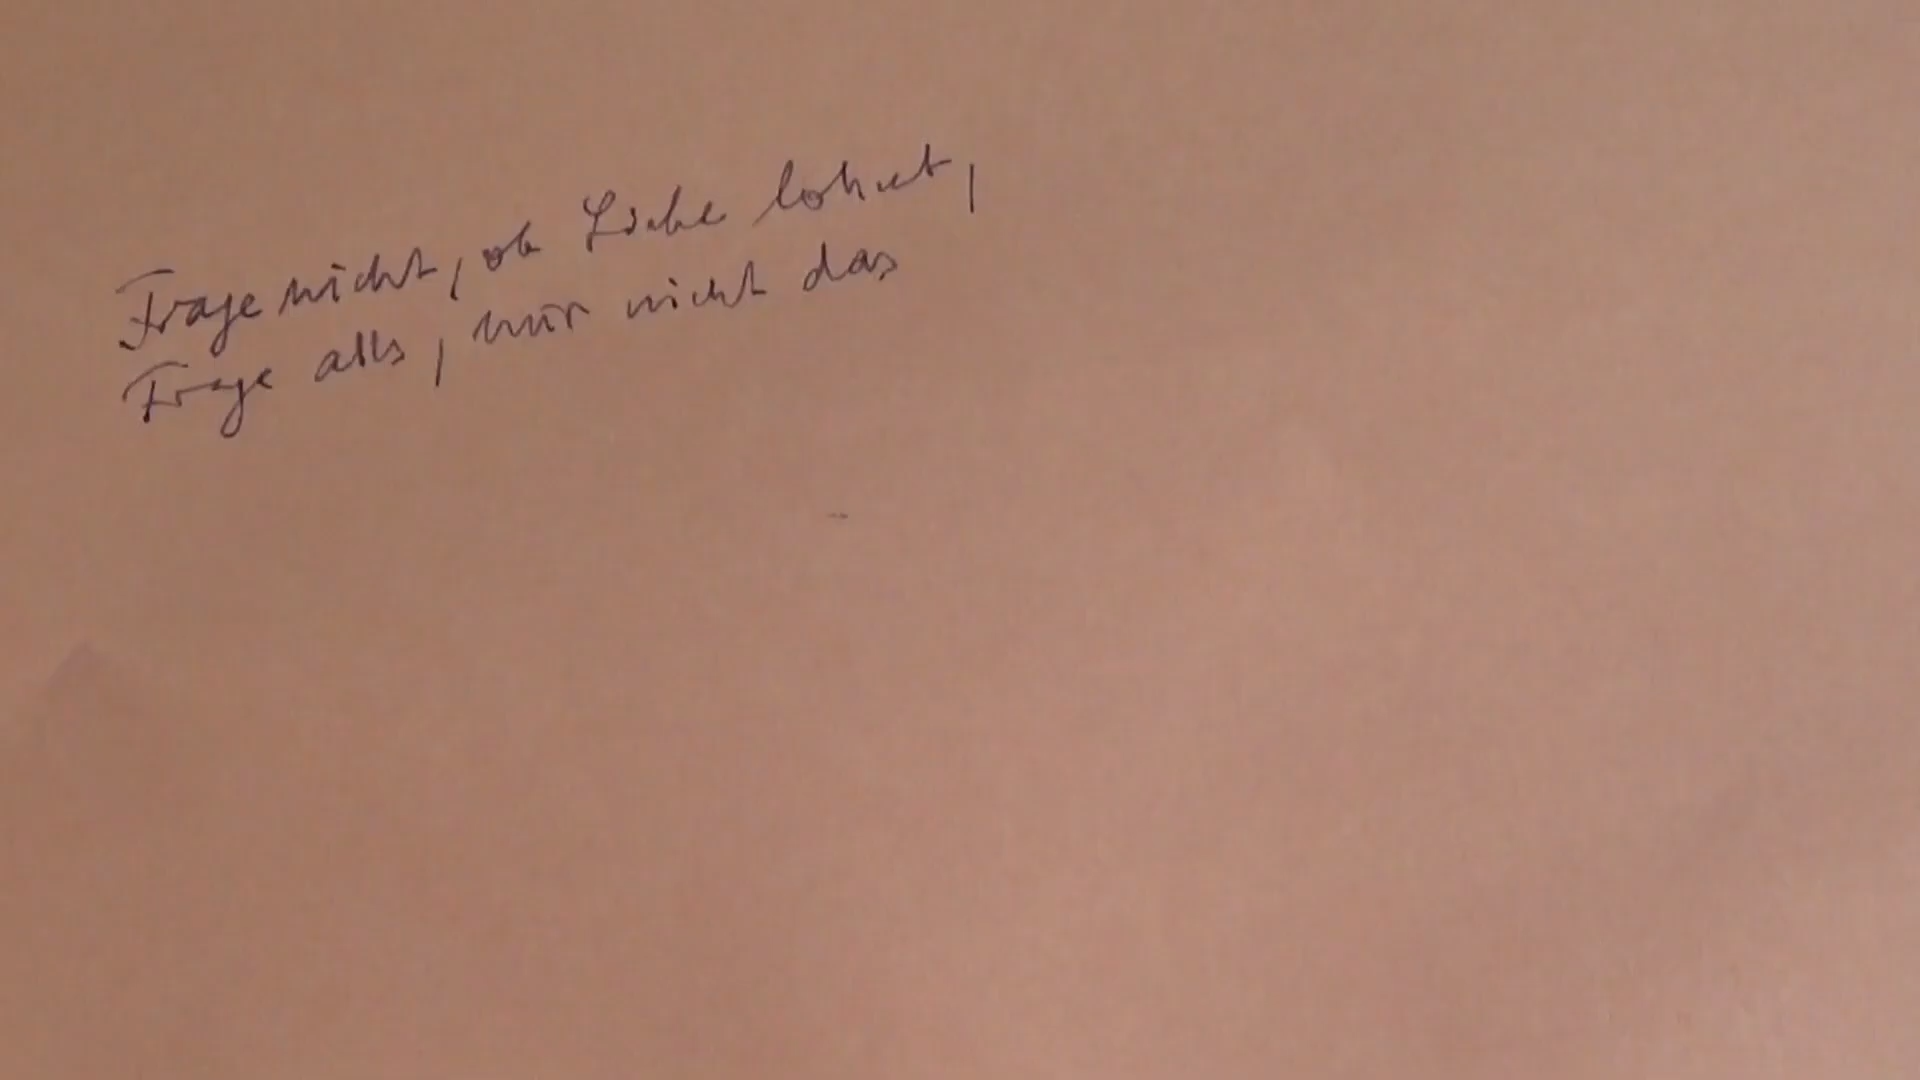 Frage nicht, ob Liebe lohnt,
Frage alles, nur nicht das